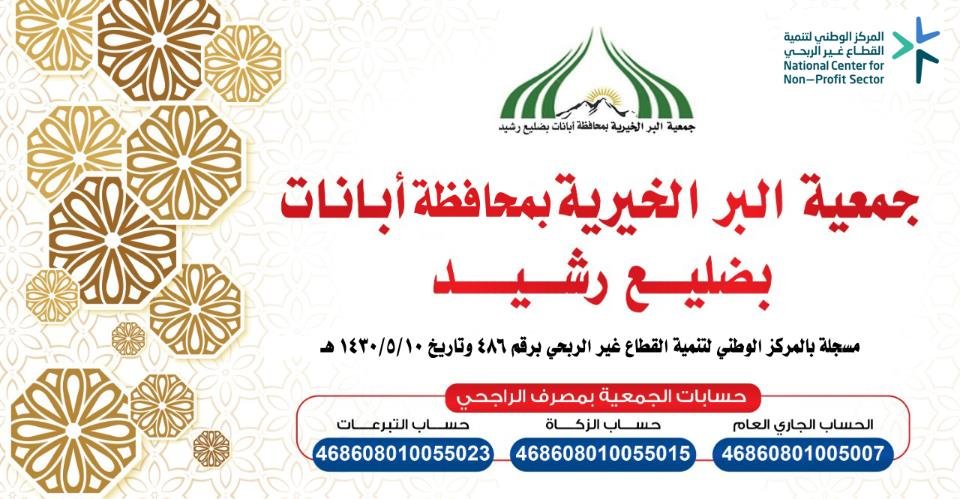 المركز الوطني لتنمية
القطاع غير الربحي
National Center for
Non–Profit Sector
جمعية البر الخيرية بمحافظة أبانات بضليع رشيد
جمعية البر الخيرية بمحافظة أبانات
بضليع رشيد
مسجلة بالمركز الوطني لتنمية القطاع غير الربحي برقم ٤٨٦ وتاريخ ١٤٣٠/٥/١٠ هـ
حسابات الجمعية بمصرف الراجحي
الحساب الجاري العام
حساب الزكاة
حساب التبرعات
46860801005007
468608010055015
468608010055023